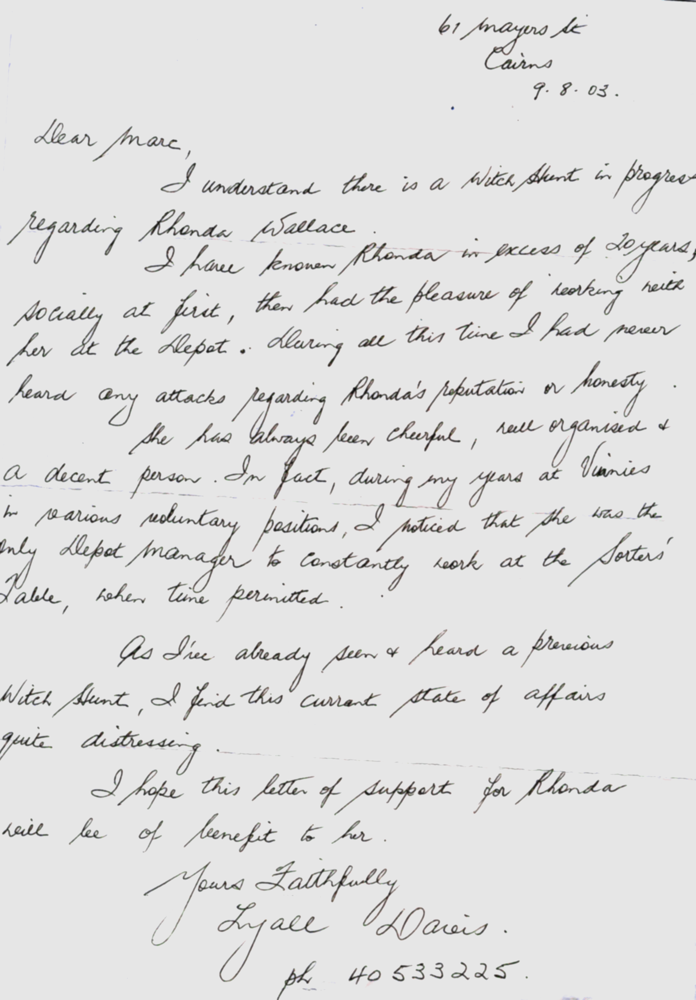 61 Mayers St
Cairns
9.8.03.
Dear Marc,
I understand there is a Witch Hunt in progress
regarding Rhonda Wallace.
I have known Rhonda in excess of 20 years,
socially at first, then had the pleasure of working with
her at the Depot. During all this time I had never
heard any attacks regarding Rhonda's reputation or honesty.
She has always been cheerful, well organised &
a decent person. In fact, during my years at Vinnies
in various voluntary positions, I noticed that she was the
only Depot Manager to constantly work at the Sorters'
Table, when time permitted.
As I've already seen & heard a previous
Witch Hunt, I find this currant state of affairs
quite distressing.
I hope this letter of support for Rhonda
will be of benefit to her.
Yours Faithfully
Lyall Davis.
ph 40 533225.